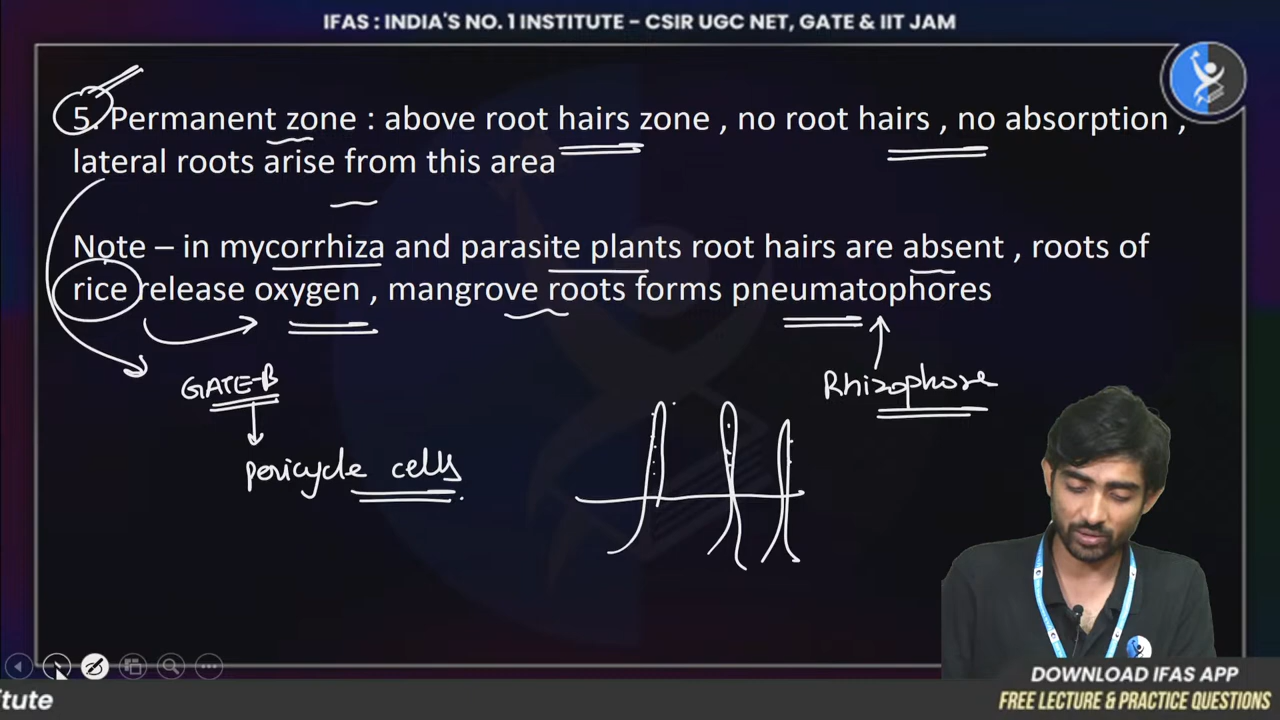 IFAS : INDIA'S NO. 1 INSTITUTE - CSIR UGC NET, GATE & IIT JAM
5. Permanent zone : above root hairs zone , no root hairs , no absorption ,
lateral roots arise from this area
Note – in mycorrhiza and parasite plants root hairs are absent , roots of
rice release oxygen , mangrove roots forms pneumatophores
GATE-B
Rhizophora
Pericycle cells
DOWNLOAD IFAS APP
FREE LECTURE & PRACTICE QUESTIONS
tute